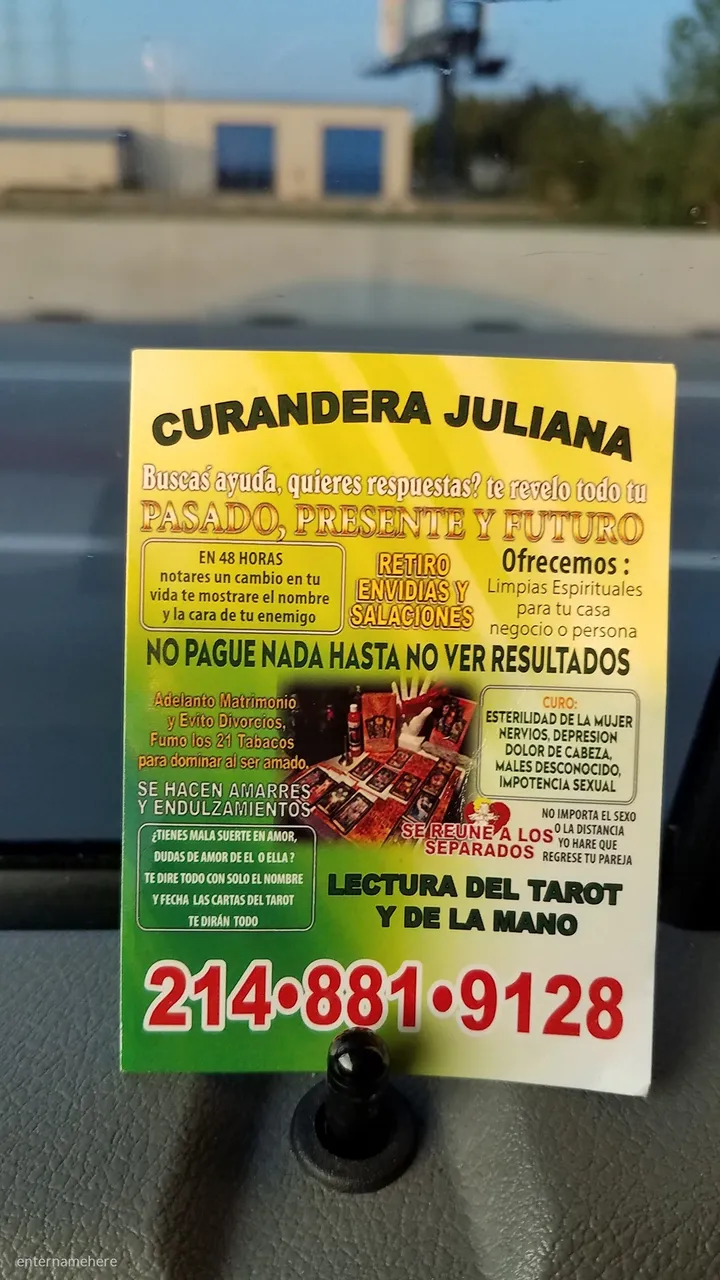 CURANDERA JULIANA
Buscas ayuda, quieres respuestas? te revelo todo tu
PASADO, PRESENTE Y FUTURO
EN 48 HORAS
notares un cambio en tu
vida te mostrare el nombre
y la cara de tu enemigo
RETIRO
ENVIDIAS Y
SALACIONES
Ofrecemos :
Limpias Espirituales
para tu casa
negocio o persona
NO PAGUE NADA HASTA NO VER RESULTADOS
Adelanto Matrimonio
y Evito Divorcios,
Fumo los 21 Tabacos
para dominar al ser amado.
SE HACEN AMARRES
Y ENDULZAMIENTOS
CURO:
ESTERILIDAD DE LA MUJER
NERVIOS, DEPRESION
DOLOR DE CABEZA,
MALES DESCONOCIDO,
IMPOTENCIA SEXUAL
¿TIENES MALA SUERTE EN AMOR,
DUDAS DE AMOR DE EL O ELLA ?
TE DIRE TODO CON SOLO EL NOMBRE
Y FECHA LAS CARTAS DEL TAROT
TE DIRÁN TODO
SE REUNE A LOS
SEPARADOS
NO IMPORTA EL SEXO
O LA DISTANCIA
YO HARE QUE
REGRESE TU PAREJA
LECTURA DEL TAROT
Y DE LA MANO
214•881•9128
enternamehere